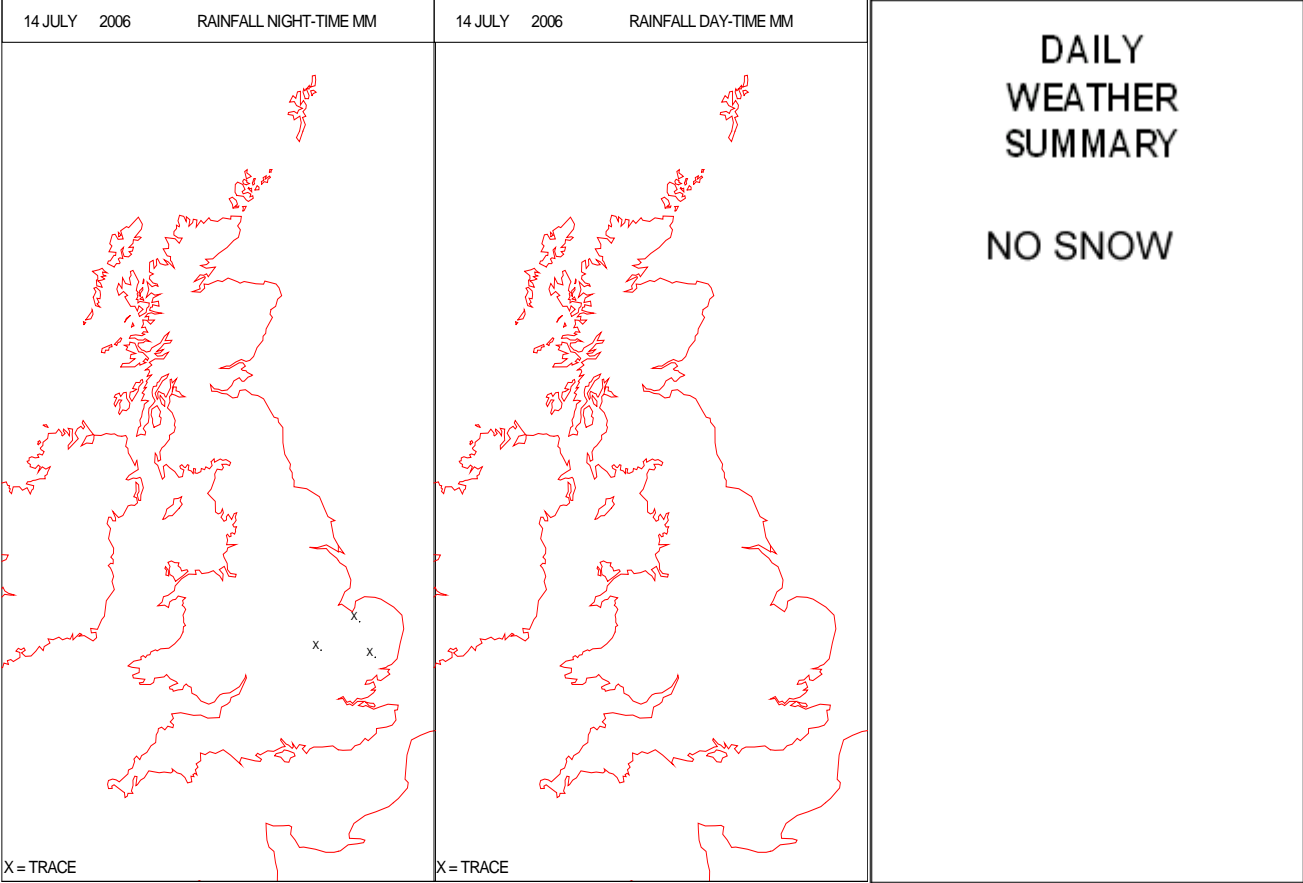 14 JULY 2006 RAINFALL NIGHT-TIME MM
X.
X.
X.
X = TRACE
14 JULY 2006 RAINFALL DAY-TIME MM
X = TRACE
DAILY
WEATHER
SUMMARY
NO SNOW